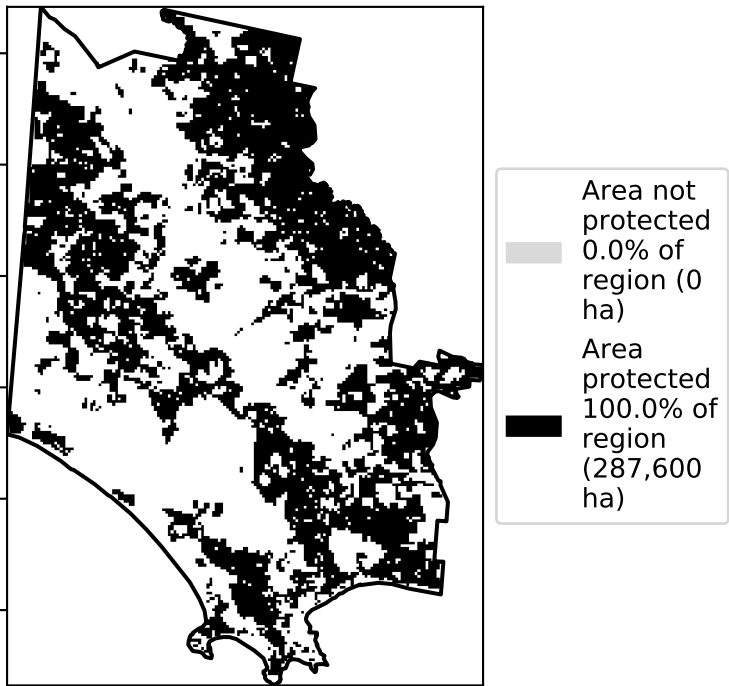 Area not
protected
0.0% of
region (0
ha)
Area
protected
100.0% of
region
(287,600
ha)